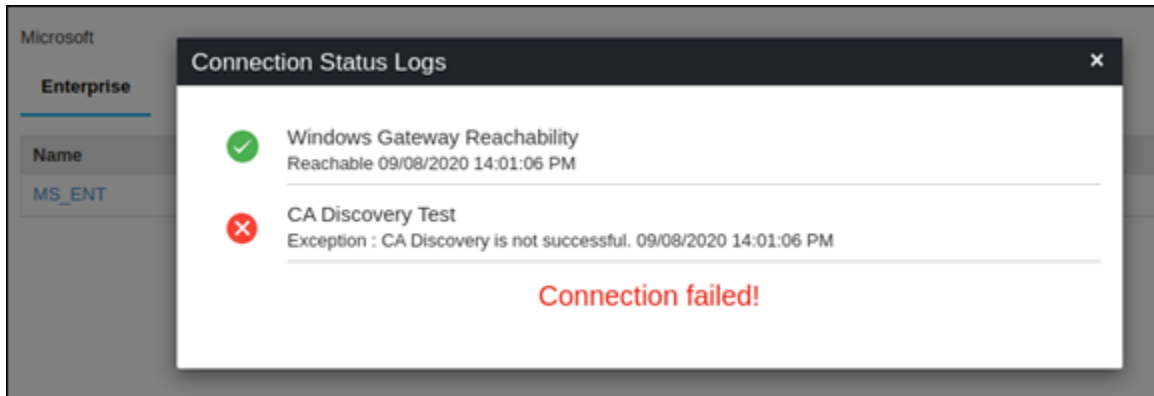 Microsoft
Connection Status Logs
×
Enterprise
Windows Gateway Reachability
Reachable 09/08/2020 14:01:06 PM
Name
MS_ENT
CA Discovery Test
Exception : CA Discovery is not successful. 09/08/2020 14:01:06 PM
Connection failed!